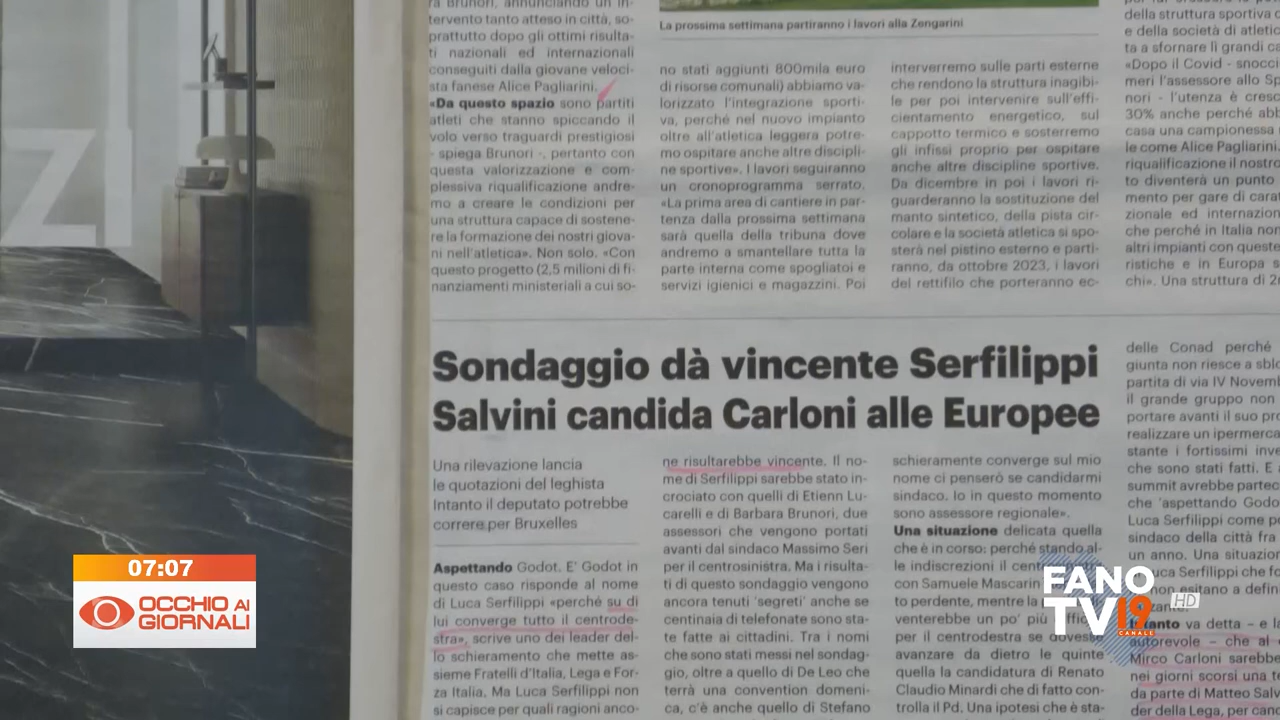 ZI
ra Brunori, annunciando un in-
tervento tanto atteso in città, so-
prattutto dopo gli ottimi risulta-
ti nazionali ed internazionali
conseguiti dalla giovane veloci-
sta fanese Alice Pagliarini.
«Da questo spazio sono partiti
atleti che stanno spiccando il
volo verso traguardi prestigiosi
- spiega Brunori -, pertanto con
questa valorizzazione e com-
plessiva riqualificazione andre-
mo a creare le condizioni per
una struttura capace di sostene-
re la formazione dei nostri giova-
ni nell'atletica». Non solo. «Con
questo progetto (2,5 milioni di fi-
nanziamenti ministeriali a cui so-
La prossima settimana partiranno i lavori alla Zengarini
no stati aggiunti 800mila euro
di risorse comunali) abbiamo va-
lorizzato l'integrazione sporti-
va, perché nel nuovo impianto
oltre all'atletica leggera potre-
mo ospitare anche altre discipli-
ne sportive». I lavori seguiranno
un cronoprogramma serrato.
«La prima area di cantiere in par-
tenza dalla prossima settimana
sarà quella della tribuna dove
andremo a smantellare tutta la
parte interna come spogliatoi e
servizi igienici e magazzini. Poi
interverremo sulle parti esterne
che rendono la struttura inagibi-
le per poi intervenire sull'effi-
cientamento energetico, sul
cappotto termico e sosterremo
gli infissi proprio per ospitare
anche altre discipline sportive.
Da dicembre in poi i lavori ri-
guarderanno la sostituzione del
manto sintetico, della pista cir-
colare e la società atletica si spo-
sterà nel pistino esterno e parti-
ranno, da ottobre 2023, i lavori
del rettifilo che porteranno ec-
della struttura sportiva
e della società di atletic
ta a sfornare lì grandi ca
«Dopo il Covid - snocci
meri l'assessore allo Sp
nori - l'utenza è cresc
30% anche perché abb
casa una campionessa
le come Alice Pagliarini.
riqualificazione il nostro
to diventerà un punto
mento per gare di carat
zionale ed internazion
che perché in Italia non
altri impianti con queste
ristiche e in Europa s
chi». Una struttura di 2
Sondaggio dà vincente Serfilippi
Salvini candida Carloni alle Europee
Una rilevazione lancia
le quotazioni del leghista
Intanto il deputato potrebbe
correre per Bruxelles
Aspettando Godot. E' Godot in
questo caso risponde al nome
di Luca Serfilippi «perché su di
lui converge tutto il centrode-
stra», scrive uno dei leader del-
lo schieramento che mette as-
sieme Fratelli d'Italia, Lega e For-
za Italia. Ma Luca Serfilippi non
si capisce per quali ragioni anco-
ne risultarebbe vincente. Il no-
me di Serfilippi sarebbe stato in-
crociato con quelli di Etienn Lu-
carelli e di Barbara Brunori, due
assessori che vengono portati
avanti dal sindaco Massimo Seri
per il centrosinistra. Ma i risulta-
ti di questo sondaggio vengono
ancora tenuti 'segreti' anche se
centinaia di telefonate sono sta-
te fatte ai cittadini. Tra i nomi
che sono stati messi nel sondag-
gio, oltre a quello di De Leo che
terrà una convention domeni-
ca, c'è anche quello di Stefano
schieramente converge sul mio
nome ci penserò se candidarmi
sindaco. Io in questo momento
sono assessore regionale».
Una situazione delicata quella
che è in corso: perché stando al-
le indiscrezioni il cent
con Samuele Mascarin
to perdente, mentre la
venterebbe un po' più
per il centrodestra se dovesse
avanzare da dietro le quinte
quella la candidatura di Renato
Claudio Minardi che di fatto con-
trolla il Pd. Una ipotesi che è sta-
delle Conad perché
giunta non riesce a sblo
partita di via IV Novemb
il grande gruppo non
portare avanti il suo pro
realizzare un ipermerca
stante i fortissimi inve
che sono stati fatti. E
summit avrebbe partec
che 'aspettando Godo
Luca Serfilippi come po
sindaco della città fra
un anno. Una situazion
Luca Serfilippi che fo
non esitano a defin
zzante.
Intanto va detta – e la
autorevole – che al
Mirco Carloni sarebbe
nei giorni scorsi una te
da parte di Matteo Salv
der della Lega, per cand
07:07
OCCHIO AI
GIORNALI
FANO
TV19
CANALE
HD